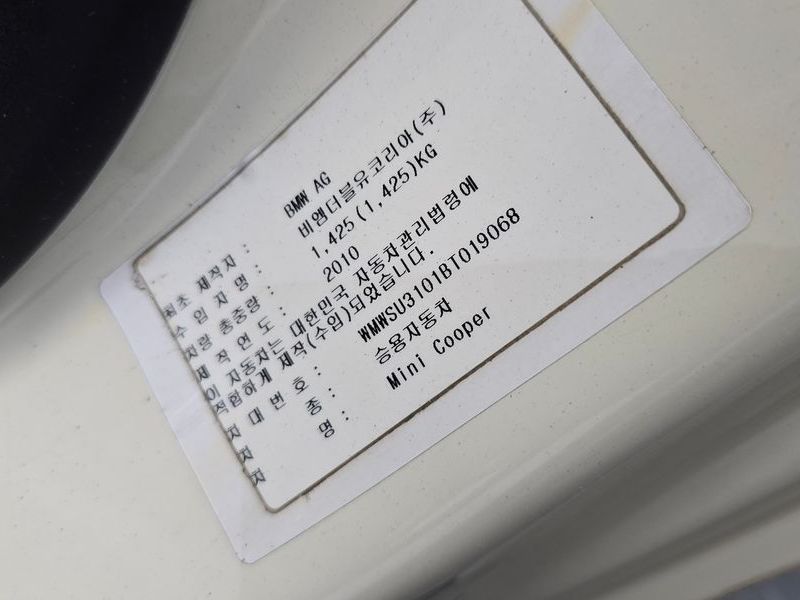 최초 제작자 : BMW AG
수 입 자 명 : 비엠더블유코리아(주)
차량 총중량 : 1,425(1,425)KG
제 작 연 도 : 2010
이 자동차는 대한민국 자동차관리법령에
적합하게 제작(수입)되었습니다.
차 대 번 호 : WMWSU3101BT019068
차 종 : 승용자동차
차 명 : Mini Cooper